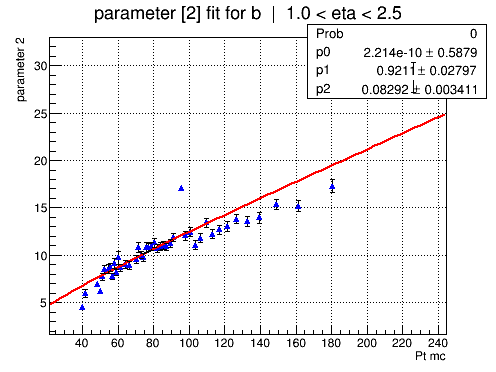 parameter [2] fit for b | 1.0 < eta < 2.5
Prob 0
p0 2.214e-10 ± 0.5879
p1 0.9211 ± 0.02797
p2 0.08292 ± 0.003411
parameter 2
30
25
20
15
10
5
40 60 80 100 120 140 160 180 200 220 240
Pt mc